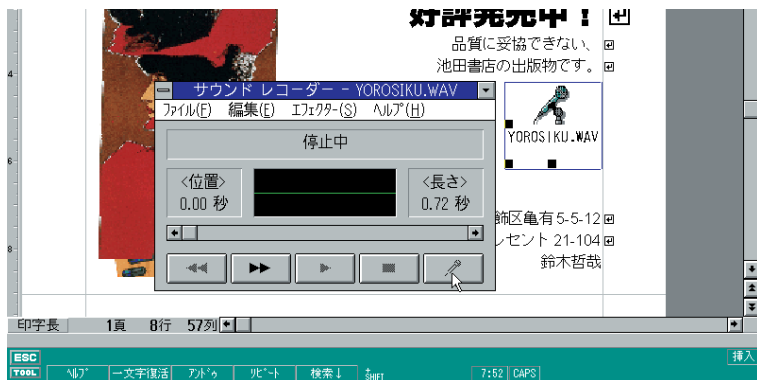 好評発売中！
品質に妥協できない、
池田書店の出版物です。
4
サウンド レコーダー - YOROSIKU.WAV
ﾌｧｲﾙ(F) 編集(E) ｴﾌｪｸﾀｰ(S) ﾍﾙﾌﾟ(H)
停止中
<位置>
0.00 秒
<長さ>
0.72 秒
YOROSIKU.WAV
6
飾区亀有5-5-12
レセント 21-104
8
鈴木哲哉
印字長 1頁 8行 57列
ESC 挿入
TOOL ﾍﾙﾌﾟ 一文字復活 ｱﾝﾄﾞｩ ﾘﾋﾟｰﾄ 検索↓ SHIFT 7:52 CAPS